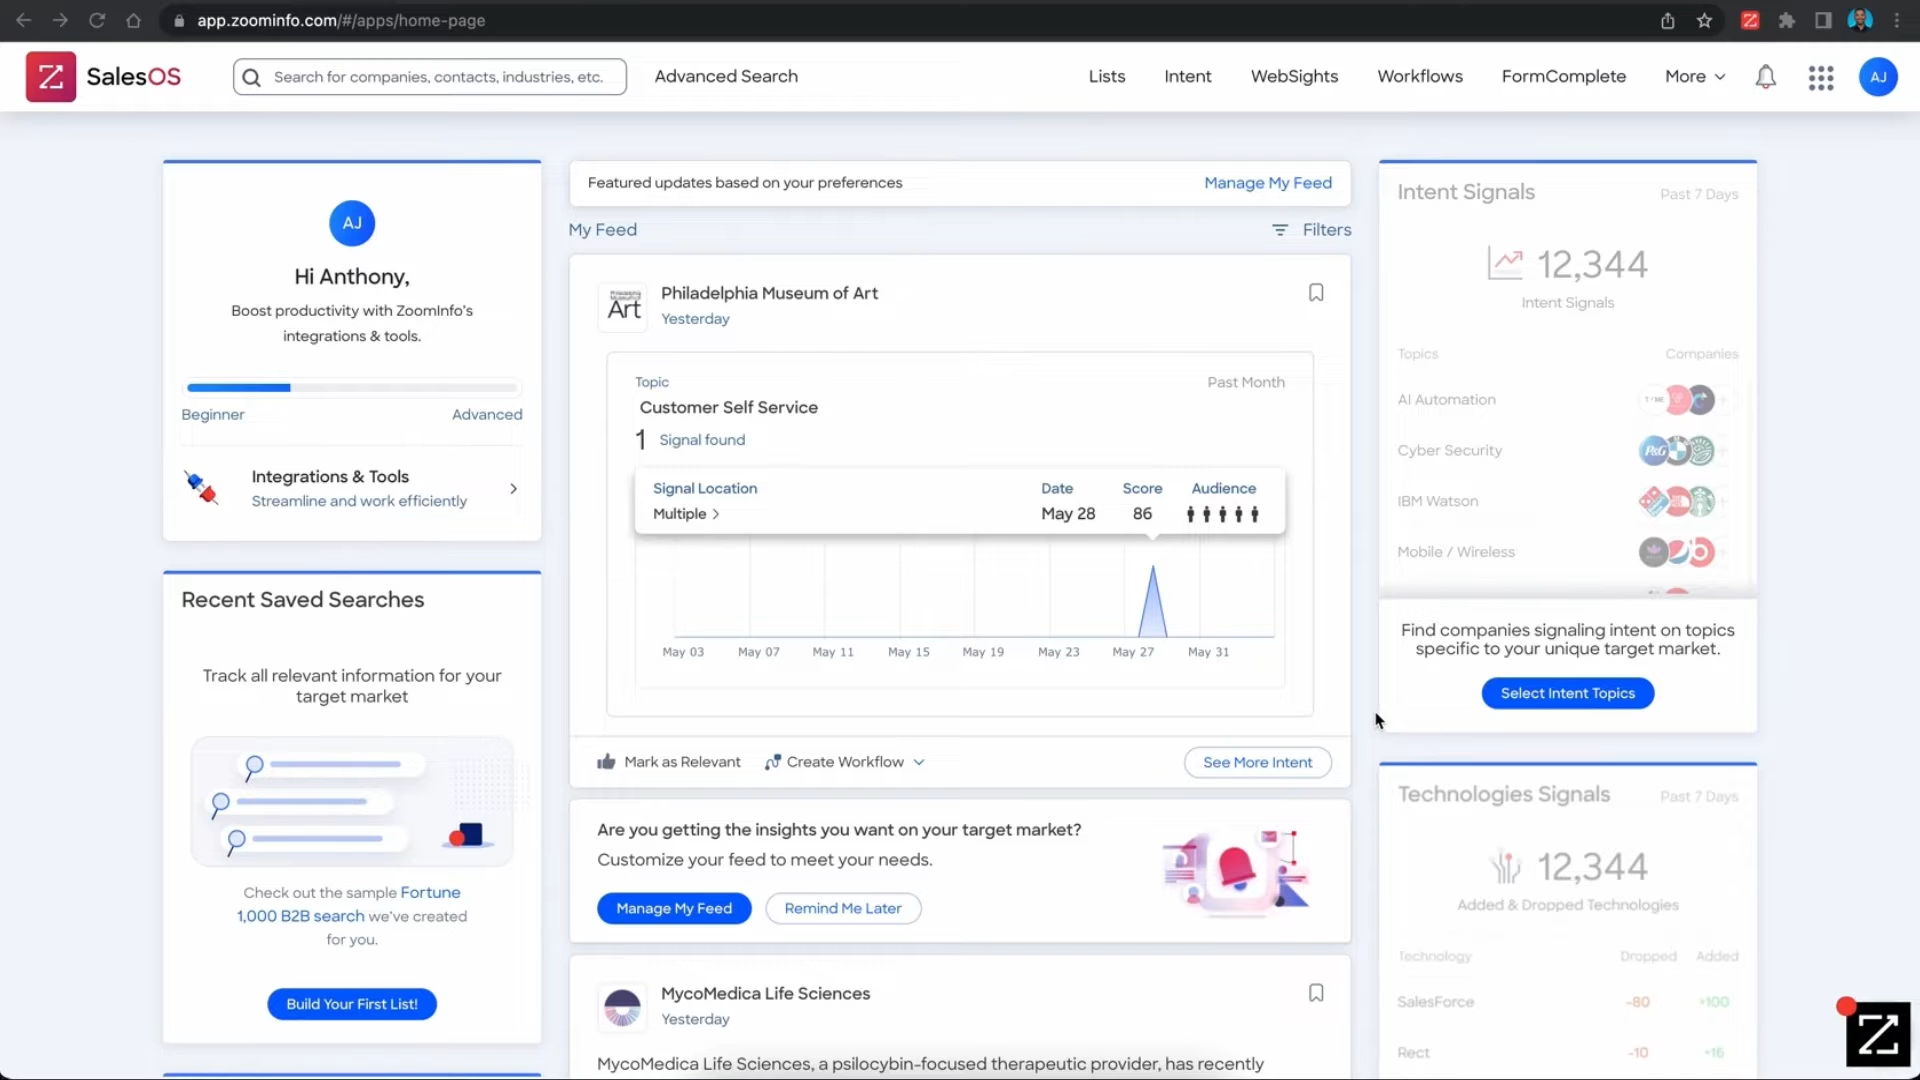 app.zoominfo.com/#/apps/home-page
SalesOS
Search for companies, contacts, industries, etc.
Advanced Search
Lists
Intent
WebSights
Workflows
FormComplete
More
AJ
AJ
Hi Anthony,
Boost productivity with ZoomInfo's
integrations & tools.
Beginner
Advanced
Integrations & Tools
Streamline and work efficiently
Recent Saved Searches
Track all relevant information for your
target market
Check out the sample Fortune
1,000 B2B search we've created
for you.
Build Your First List!
Featured updates based on your preferences
Manage My Feed
My Feed
Filters
Art
Philadelphia Museum of Art
Yesterday
Topic
Past Month
Customer Self Service
1 Signal found
Signal Location
Date
Score
Audience
Multiple >
May 28
86
May 03
May 07
May 11
May 15
May 19
May 23
May 27
May 31
Mark as Relevant
Create Workflow
See More Intent
Are you getting the insights you want on your target market?
Customize your feed to meet your needs.
Manage My Feed
Remind Me Later
MycoMedica Life Sciences
Yesterday
MycoMedica Life Sciences, a psilocybin-focused therapeutic provider, has recently
Intent Signals
Past 7 Days
12,344
Intent Signals
Topics
Companies
AI Automation
Cyber Security
P&G
IBM Watson
Mobile / Wireless
Find companies signaling intent on topics
specific to your unique target market.
Select Intent Topics
Technologies Signals
Past 7 Days
12,344
Added & Dropped Technologies
Technology
Dropped
Added
SalesForce
-80
+100
Rect
-10
+16